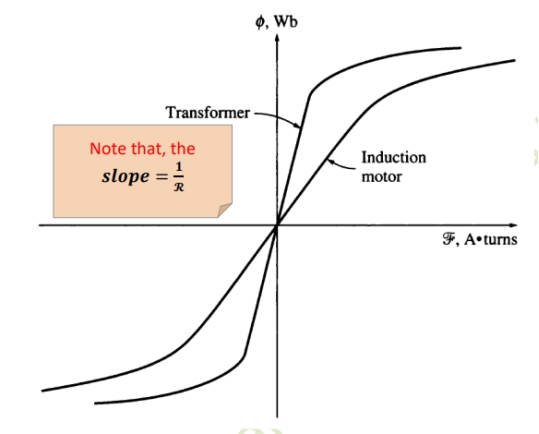 ϕ, Wb
Transformer
Note that, the
slope = 1/ℛ
Induction
motor
ℱ, A•turns